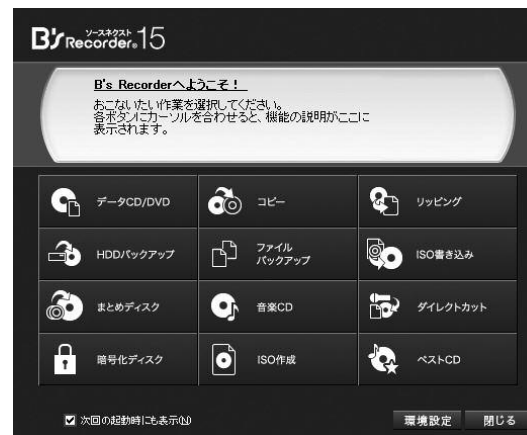 ソースネクスト
B's Recorder® 15
B's Recorderへようこそ！
おこないたい作業を選択してください。
各ボタンにカーソルを合わせると、機能の説明がここに
表示されます。
データCD/DVD
コピー
リッピング
HDDバックアップ
ファイル
バックアップ
ISO書き込み
まとめディスク
音楽CD
ダイレクトカット
暗号化ディスク
ISO作成
ベストCD
次回の起動時にも表示(N)
環境設定
閉じる